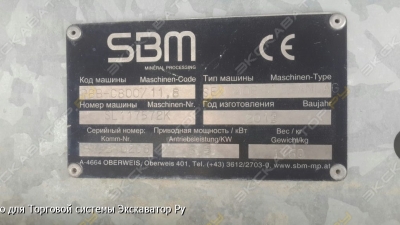 SBM
MINERAL PROCESSING
CE
Код машины Maschinen-Code Тип машины Maschinen-Type
Номер машины Maschinen-Nr. Год изготовления Baujahr
Серийный номер: Приводная мощность / кВт Вес / кг
Komm-Nr. Antriebsleistung/KW Gewicht/kg
A-4664 OBERWEIS, Oberweis 401, Tel. (+43) 3612/2703-0, www.sbm-mp.at
о для Торговой системы Экскаватор Ру